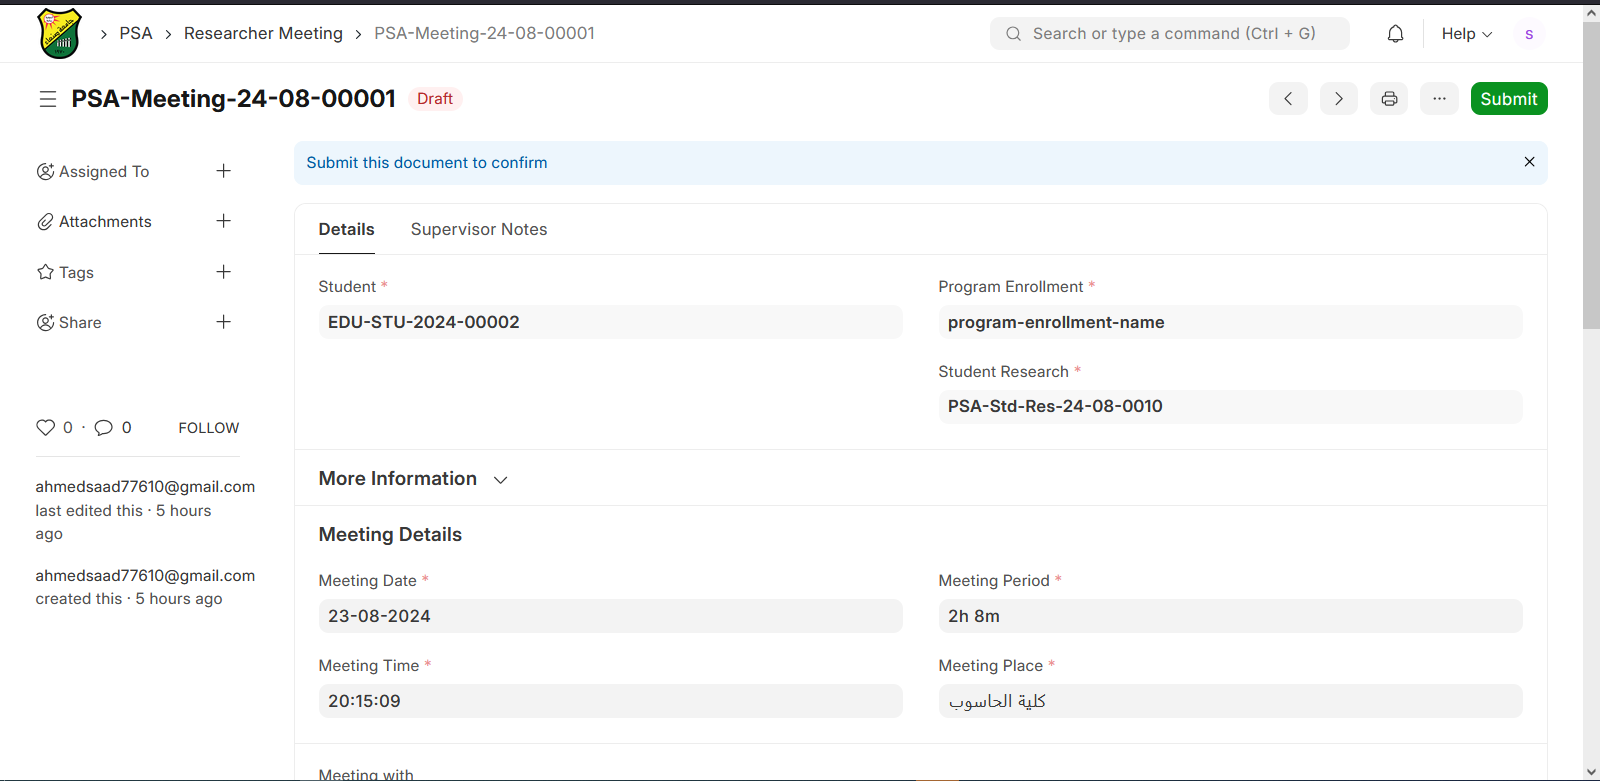 PSA
Researcher Meeting
PSA-Meeting-24-08-00001
Search or type a command (Ctrl + G)
Help
S
PSA-Meeting-24-08-00001
Draft
Submit
Assigned To
Attachments
Tags
Share
0 · 0
FOLLOW
ahmedsaad77610@gmail.com
last edited this · 5 hours
ago
ahmedsaad77610@gmail.com
created this · 5 hours ago
Submit this document to confirm
Details
Supervisor Notes
Student *
EDU-STU-2024-00002
Program Enrollment *
program-enrollment-name
Student Research *
PSA-Std-Res-24-08-0010
More Information
Meeting Details
Meeting Date *
23-08-2024
Meeting Period *
2h 8m
Meeting Time *
20:15:09
Meeting Place *
كلية الحاسوب
Meeting with